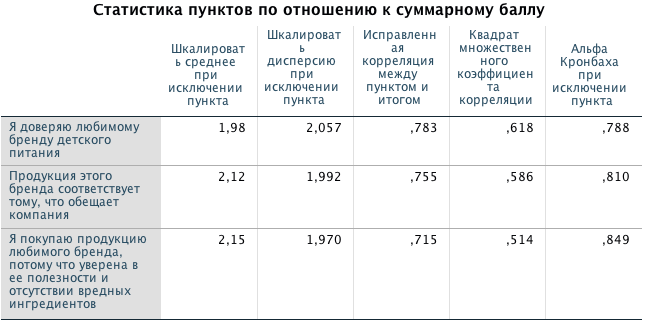 Статистика пунктов по отношению к суммарному баллу
Шкалироват
ь среднее
при
исключении
пункта
Шкалироват
ь
дисперсию
при
исключении
пункта
Исправленн
ая
корреляция
между
пунктом и
итогом
Квадрат
множествен
ного
коэффициен
та
корреляции
Альфа
Кронбаха
при
исключении
пункта
Я доверяю любимому
бренду детского
питания
1,98 2,057 ,783 ,618 ,788
Продукция этого
бренда соответствует
тому, что обещает
компания
2,12 1,992 ,755 ,586 ,810
Я покупаю продукцию
любимого бренда,
потому что уверена в
ее полезности и
отсутствии вредных
ингредиентов
2,15 1,970 ,715 ,514 ,849